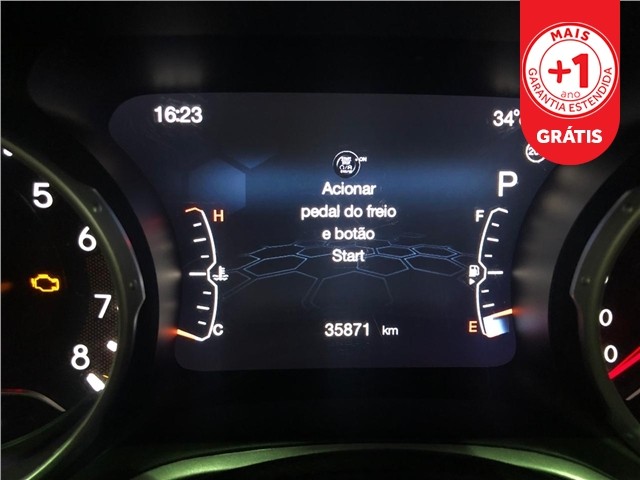 MAIS
GARANTIA ESTENDIDA
+1
ano
GRÁTIS
16:23
34°
+ON
Acionar
pedal do freio
e botão
Start
P
H
F
C
E
35871 km
5
6
7
8
0
0